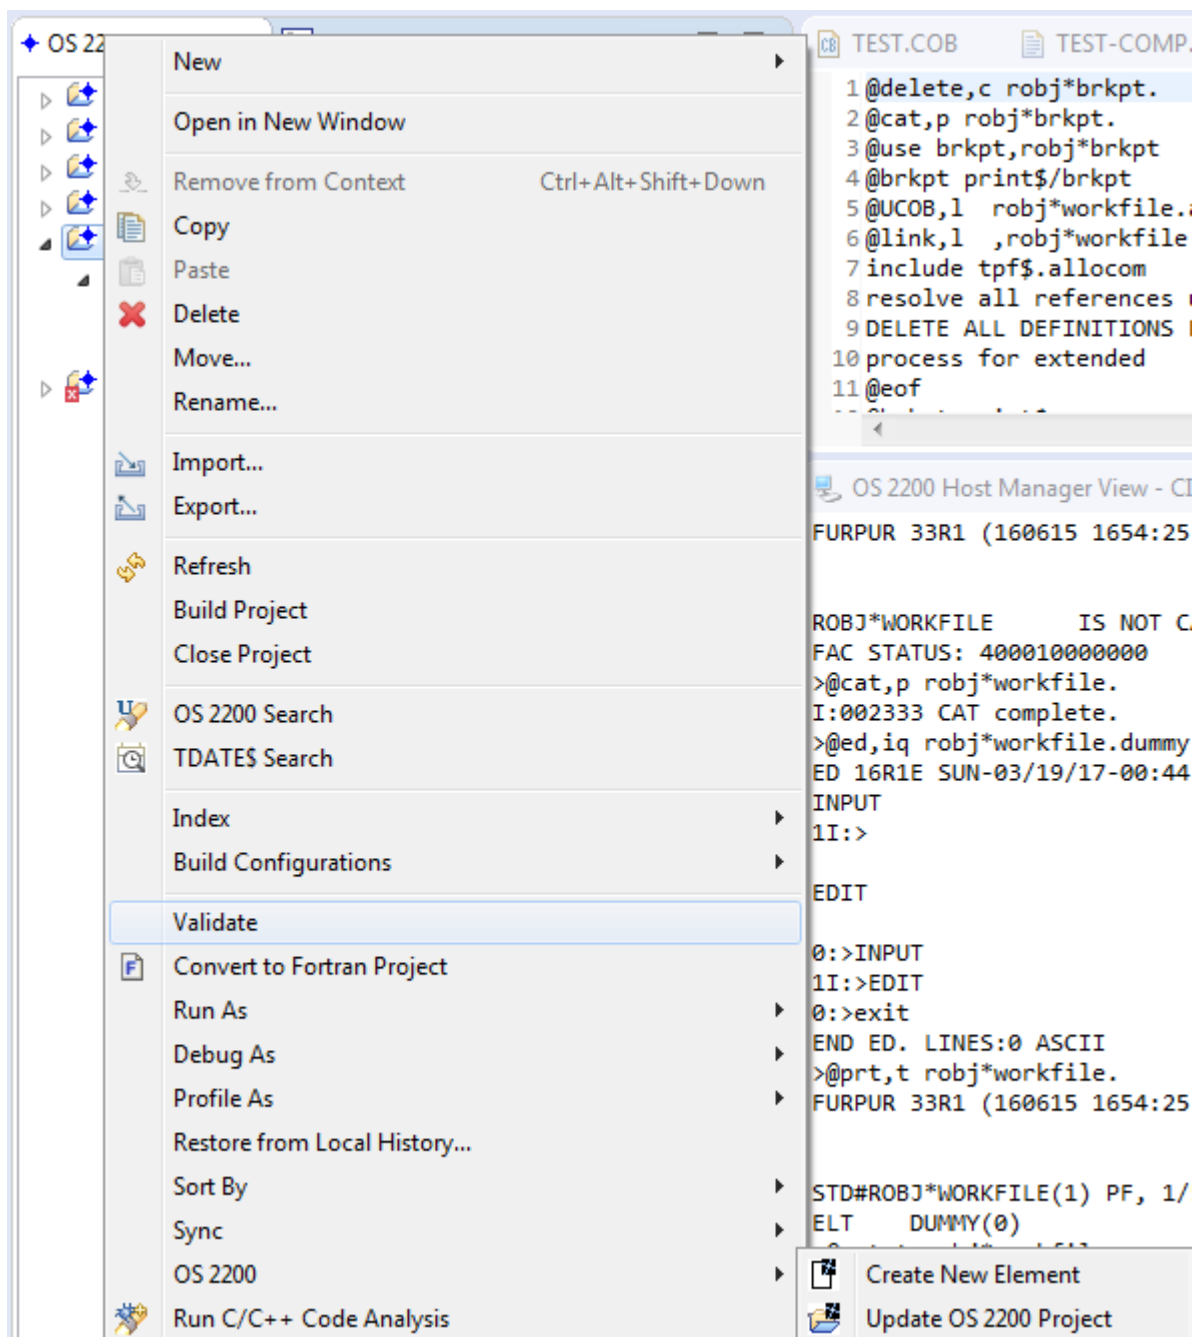 OS 22
New
Open in New Window
Remove from Context Ctrl+Alt+Shift+Down
Copy
Paste
Delete
Move...
Rename...
Import...
Export...
Refresh
Build Project
Close Project
OS 2200 Search
TDATE$ Search
Index
Build Configurations
Validate
Convert to Fortran Project
Run As
Debug As
Profile As
Restore from Local History...
Sort By
Sync
OS 2200
Run C/C++ Code Analysis
Create New Element
Update OS 2200 Project
TEST.COB TEST-COMP.
1 @delete,c robj*brkpt.
2 @cat,p robj*brkpt.
3 @use brkpt,robj*brkpt
4 @brkpt print$/brkpt
5 @UCOB,l robj*workfile.
6 @link,l ,robj*workfile
7 include tpf$.allocom
8 resolve all references
9 DELETE ALL DEFINITIONS
10 process for extended
11 @eof
OS 2200 Host Manager View - CI
FURPUR 33R1 (160615 1654:25
ROBJ*WORKFILE IS NOT CA
FAC STATUS: 400010000000
>@cat,p robj*workfile.
I:002333 CAT complete.
>@ed,iq robj*workfile.dummy
ED 16R1E SUN-03/19/17-00:44
INPUT
1I:>
EDIT
0:>INPUT
1I:>EDIT
0:>exit
END ED. LINES:0 ASCII
>@prt,t robj*workfile.
FURPUR 33R1 (160615 1654:25
STD#ROBJ*WORKFILE(1) PF, 1/
ELT DUMMY(0)